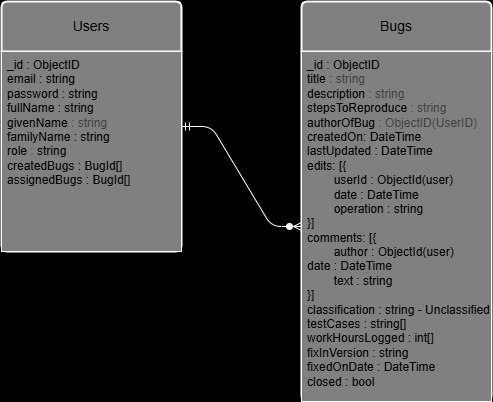 Users
_id : ObjectID
email : string
password : string
fullName : string
givenName : string
familyName : string
role : string
createdBugs : BugId[]
assignedBugs : BugId[]
Bugs
_id : ObjectID
title : string
description : string
stepsToReproduce : string
authorOfBug : ObjectID(UserID)
createdOn: DateTime
lastUpdated : DateTime
edits: [{
userId : ObjectId(user)
date : DateTime
operation : string
}]
comments: [{
author : ObjectId(user)
date : DateTime
text : string
}]
classification : string - Unclassified
testCases : string[]
workHoursLogged : int[]
fixInVersion : string
fixedOnDate : DateTime
closed : bool